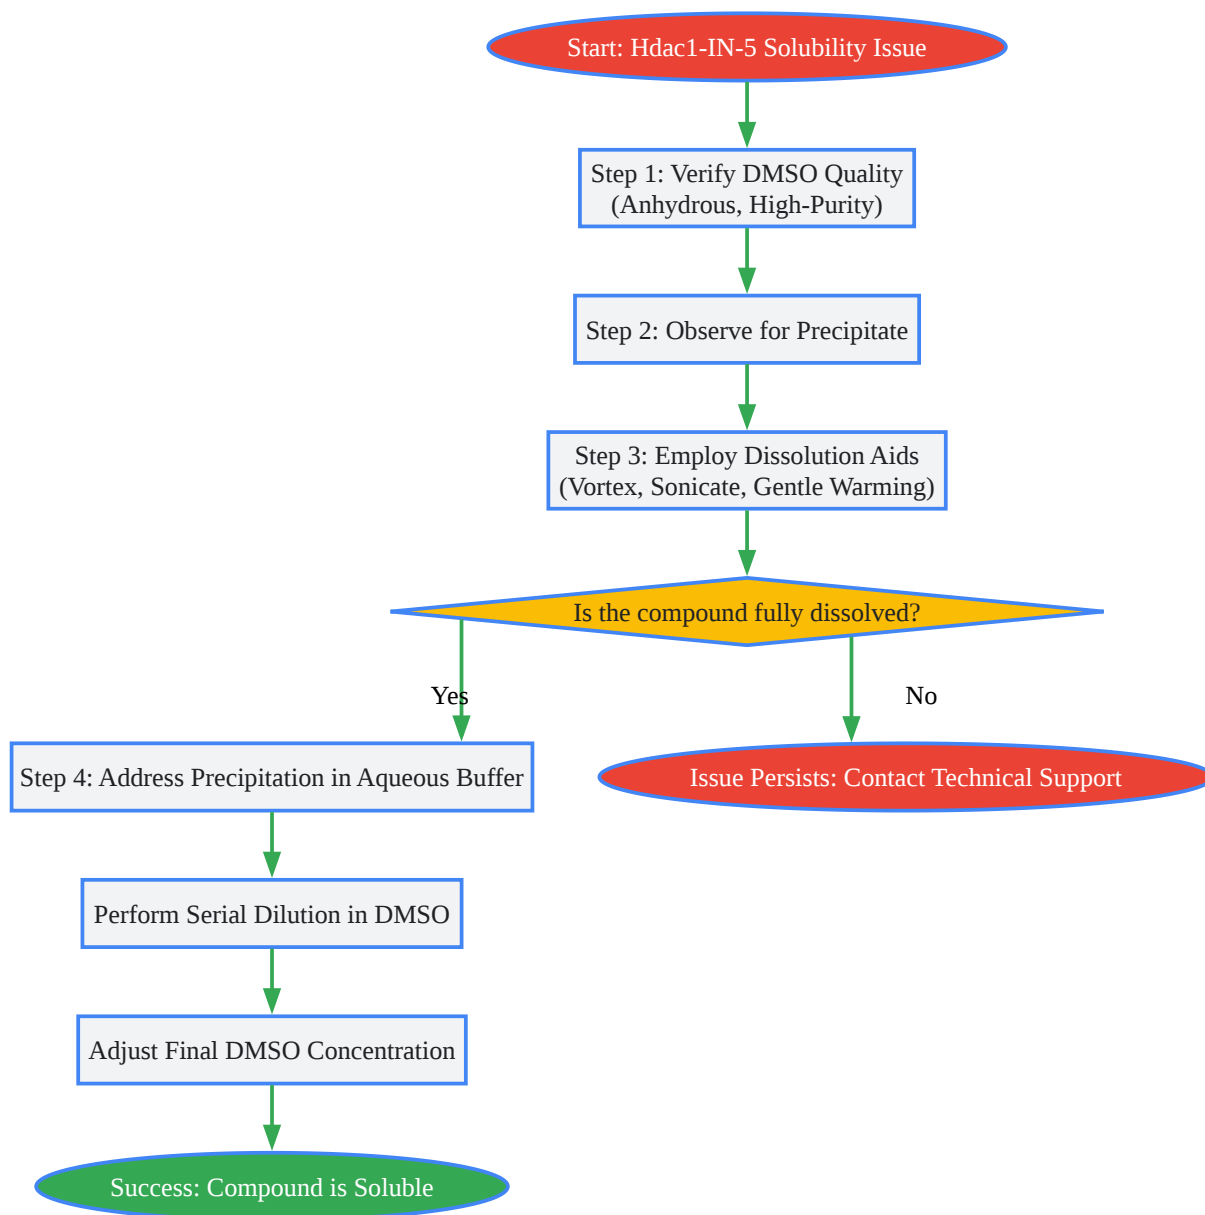 Start: Hdac1-IN-5 Solubility Issue
Step 1: Verify DMSO Quality
(Anhydrous, High-Purity)
Step 2: Observe for Precipitate
Step 3: Employ Dissolution Aids
(Vortex, Sonicate, Gentle Warming)
Is the compound fully dissolved?
Yes
No
Step 4: Address Precipitation in Aqueous Buffer
Issue Persists: Contact Technical Support
Perform Serial Dilution in DMSO
Adjust Final DMSO Concentration
Success: Compound is Soluble